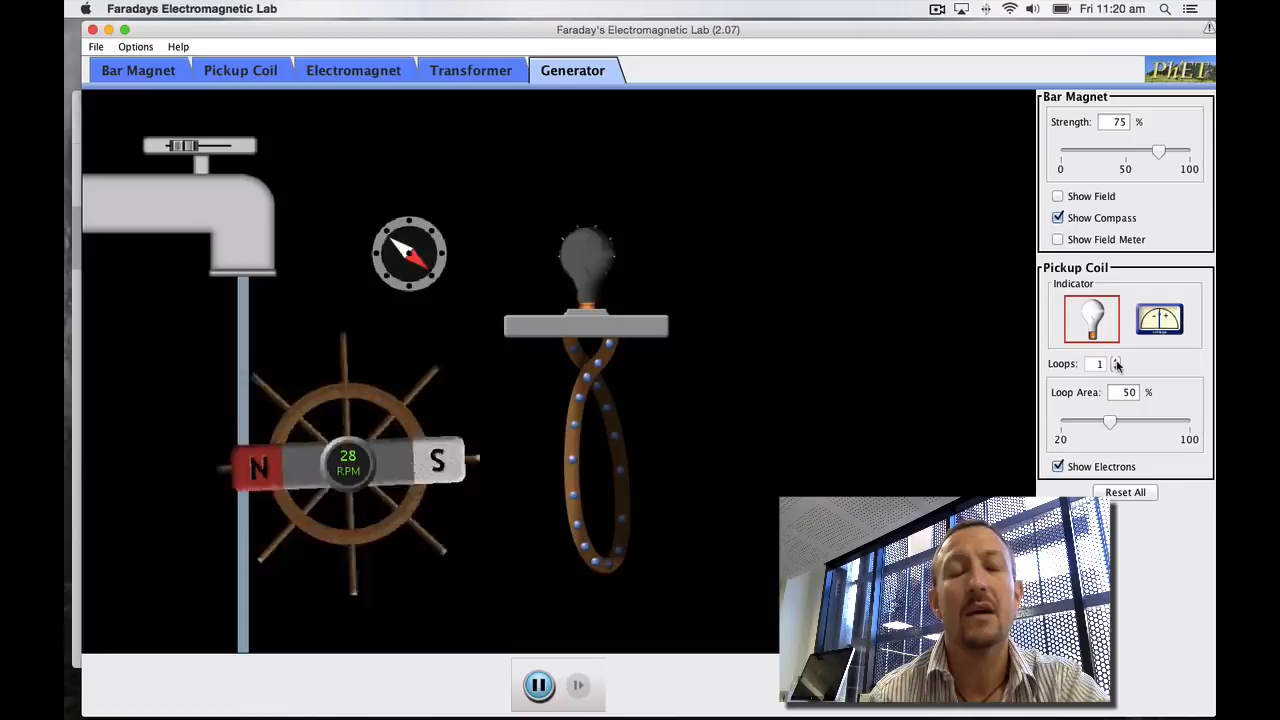 Faradays Electromagnetic Lab
Fri 11:20 am
Faraday's Electromagnetic Lab (2.07)
File Options Help
Bar Magnet Pickup Coil Electromagnet Transformer Generator
PhET
Bar Magnet
Strength: 75 %
0 50 100
Show Field
Show Compass
Show Field Meter
Pickup Coil
Indicator
Loops: 1
Loop Area: 50 %
20 100
Show Electrons
Reset All
N 28 RPM S